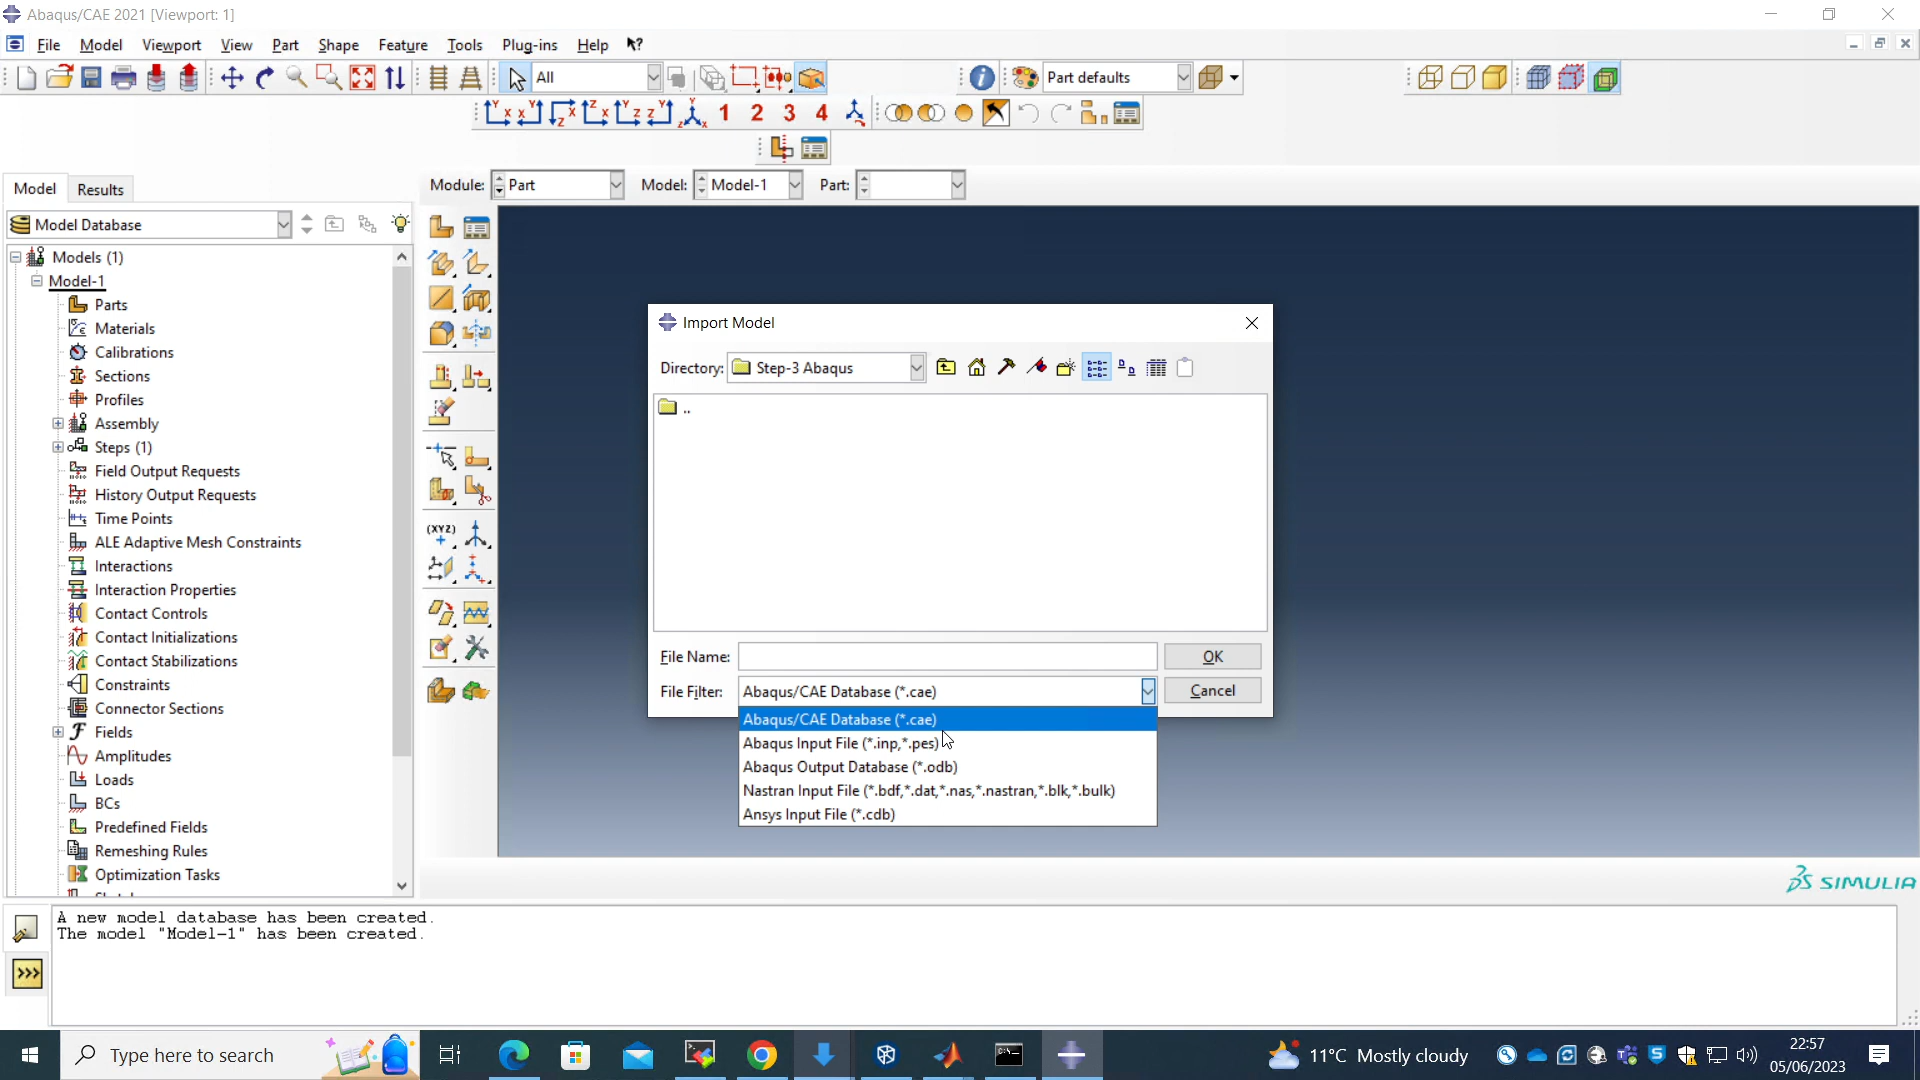 Abaqus/CAE 2021 [Viewport: 1]
File Model Viewport View Part Shape Feature Tools Plug-ins Help
All
Part defaults
1 2 3 4
Model Results
Module: Part Model: Model-1 Part:
Model Database
Models (1)
Model-1
Parts
Materials
Calibrations
Sections
Profiles
Assembly
Steps (1)
Field Output Requests
History Output Requests
Time Points
ALE Adaptive Mesh Constraints
Interactions
Interaction Properties
Contact Controls
Contact Initializations
Contact Stabilizations
Constraints
Connector Sections
Fields
Amplitudes
Loads
BCs
Predefined Fields
Remeshing Rules
Optimization Tasks
(XYZ)
Import Model
Directory: Step-3 Abaqus
..
File Name:
OK
File Filter: Abaqus/CAE Database (*.cae)
Cancel
Abaqus/CAE Database (*.cae)
Abaqus Input File (*.inp,*.pes)
Abaqus Output Database (*.odb)
Nastran Input File (*.bdf,*.dat,*.nas,*.nastran,*.blk,*.bulk)
Ansys Input File (*.cdb)
SIMULIA
A new model database has been created.
The model "Model-1" has been created.
>>>
Type here to search
11°C Mostly cloudy
22:57
05/06/2023